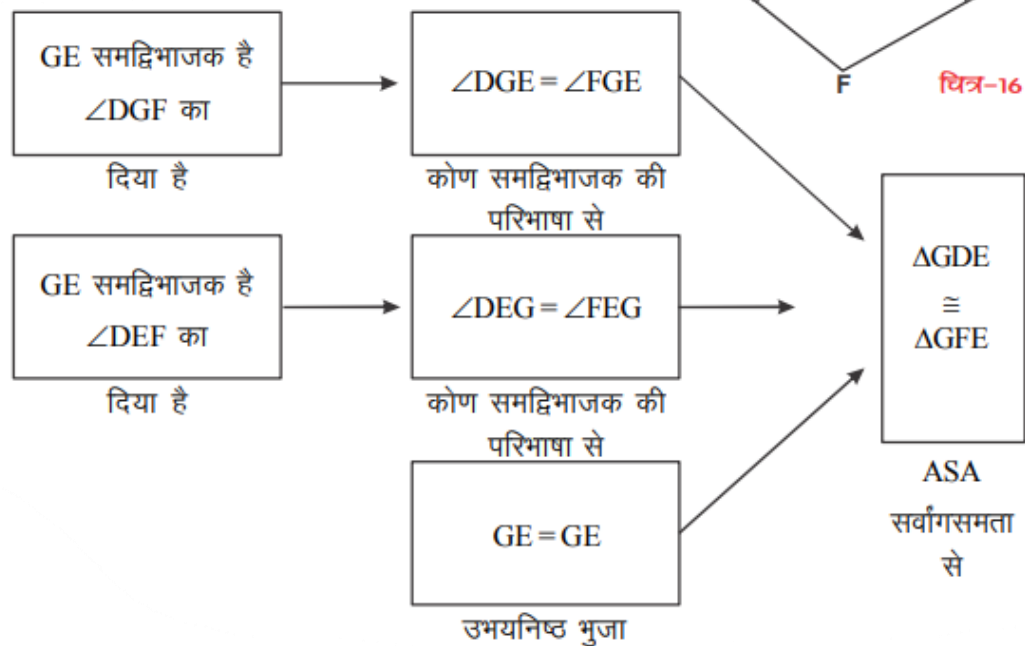 F
चित्र-16
GE समद्विभाजक है
∠DGF का
दिया है
∠DGE = ∠FGE
कोण समद्विभाजक की
परिभाषा से
GE समद्विभाजक है
∠DEF का
दिया है
∠DEG = ∠FEG
कोण समद्विभाजक की
परिभाषा से
GE = GE
उभयनिष्ठ भुजा
ΔGDE
≅
ΔGFE
ASA
सर्वांगसमता
से